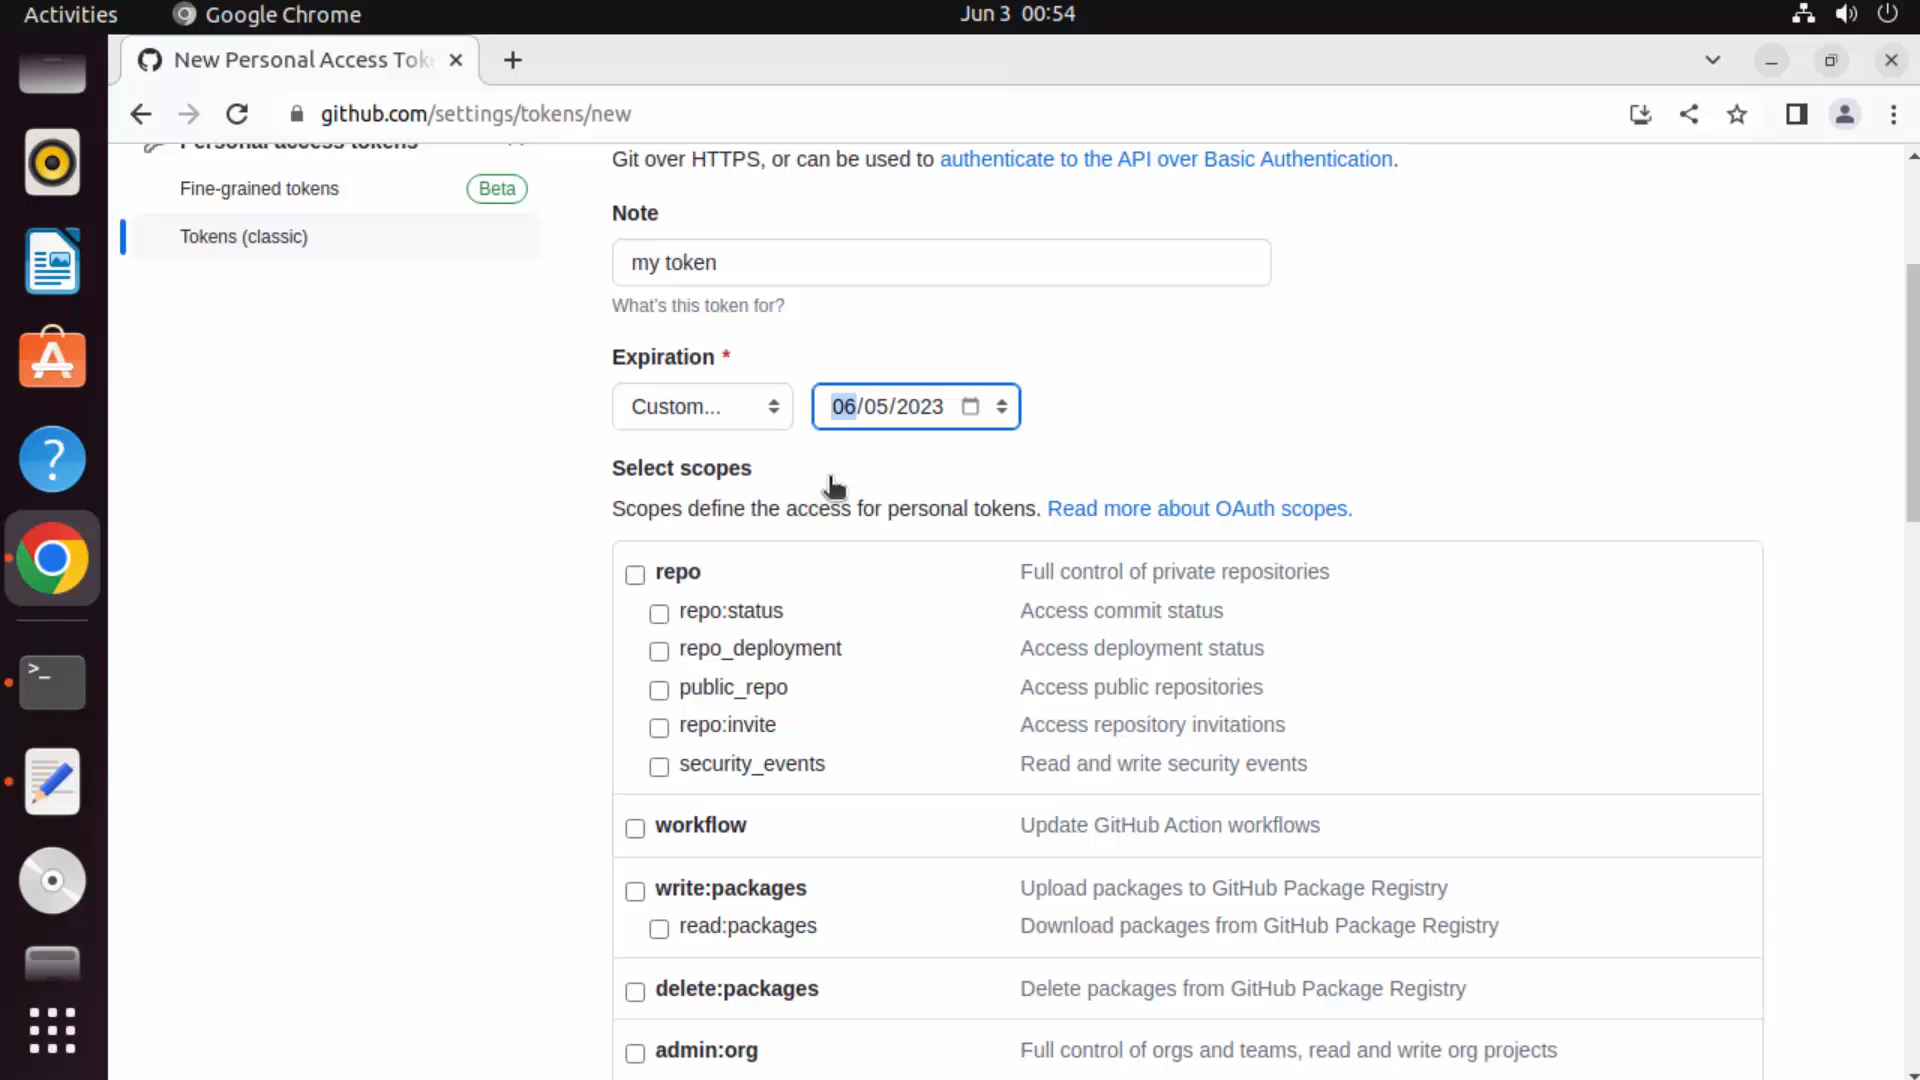 Activities
Google Chrome
Jun 3 00:54
New Personal Access Tok
github.com/settings/tokens/new
Personal access tokens
Fine-grained tokens
Beta
Tokens (classic)
Git over HTTPS, or can be used to authenticate to the API over Basic Authentication.
Note
my token
What's this token for?
Expiration *
Custom...
06/05/2023
Select scopes
Scopes define the access for personal tokens. Read more about OAuth scopes.
repo Full control of private repositories
repo:status Access commit status
repo_deployment Access deployment status
public_repo Access public repositories
repo:invite Access repository invitations
security_events Read and write security events
workflow Update GitHub Action workflows
write:packages Upload packages to GitHub Package Registry
read:packages Download packages from GitHub Package Registry
delete:packages Delete packages from GitHub Package Registry
admin:org Full control of orgs and teams, read and write org projects